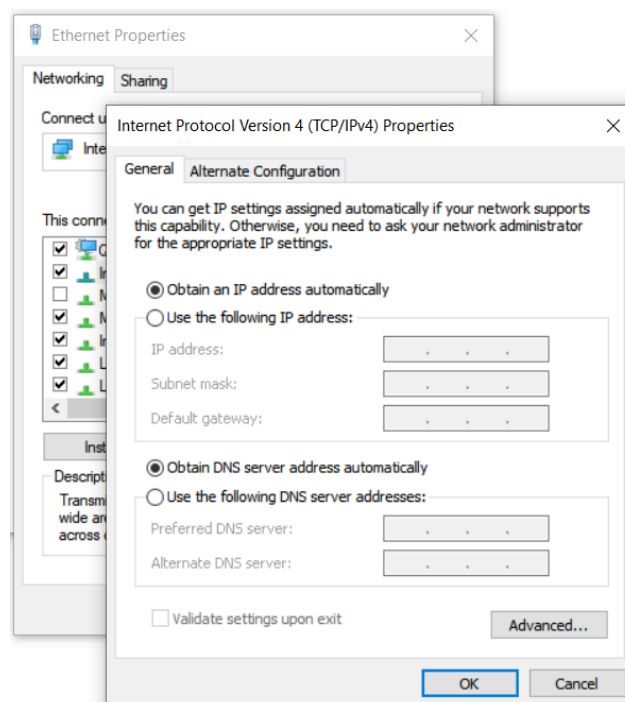 Ethernet Properties
Networking
Sharing
Connect u
Inte
This conne
Inst
Descripti
Transmi
wide are
across
Internet Protocol Version 4 (TCP/IPv4) Properties
General
Alternate Configuration
You can get IP settings assigned automatically if your network supports
this capability. Otherwise, you need to ask your network administrator
for the appropriate IP settings.
Obtain an IP address automatically
Use the following IP address:
IP address:
Subnet mask:
Default gateway:
Obtain DNS server address automatically
Use the following DNS server addresses:
Preferred DNS server:
Alternate DNS server:
Validate settings upon exit
Advanced...
OK
Cancel